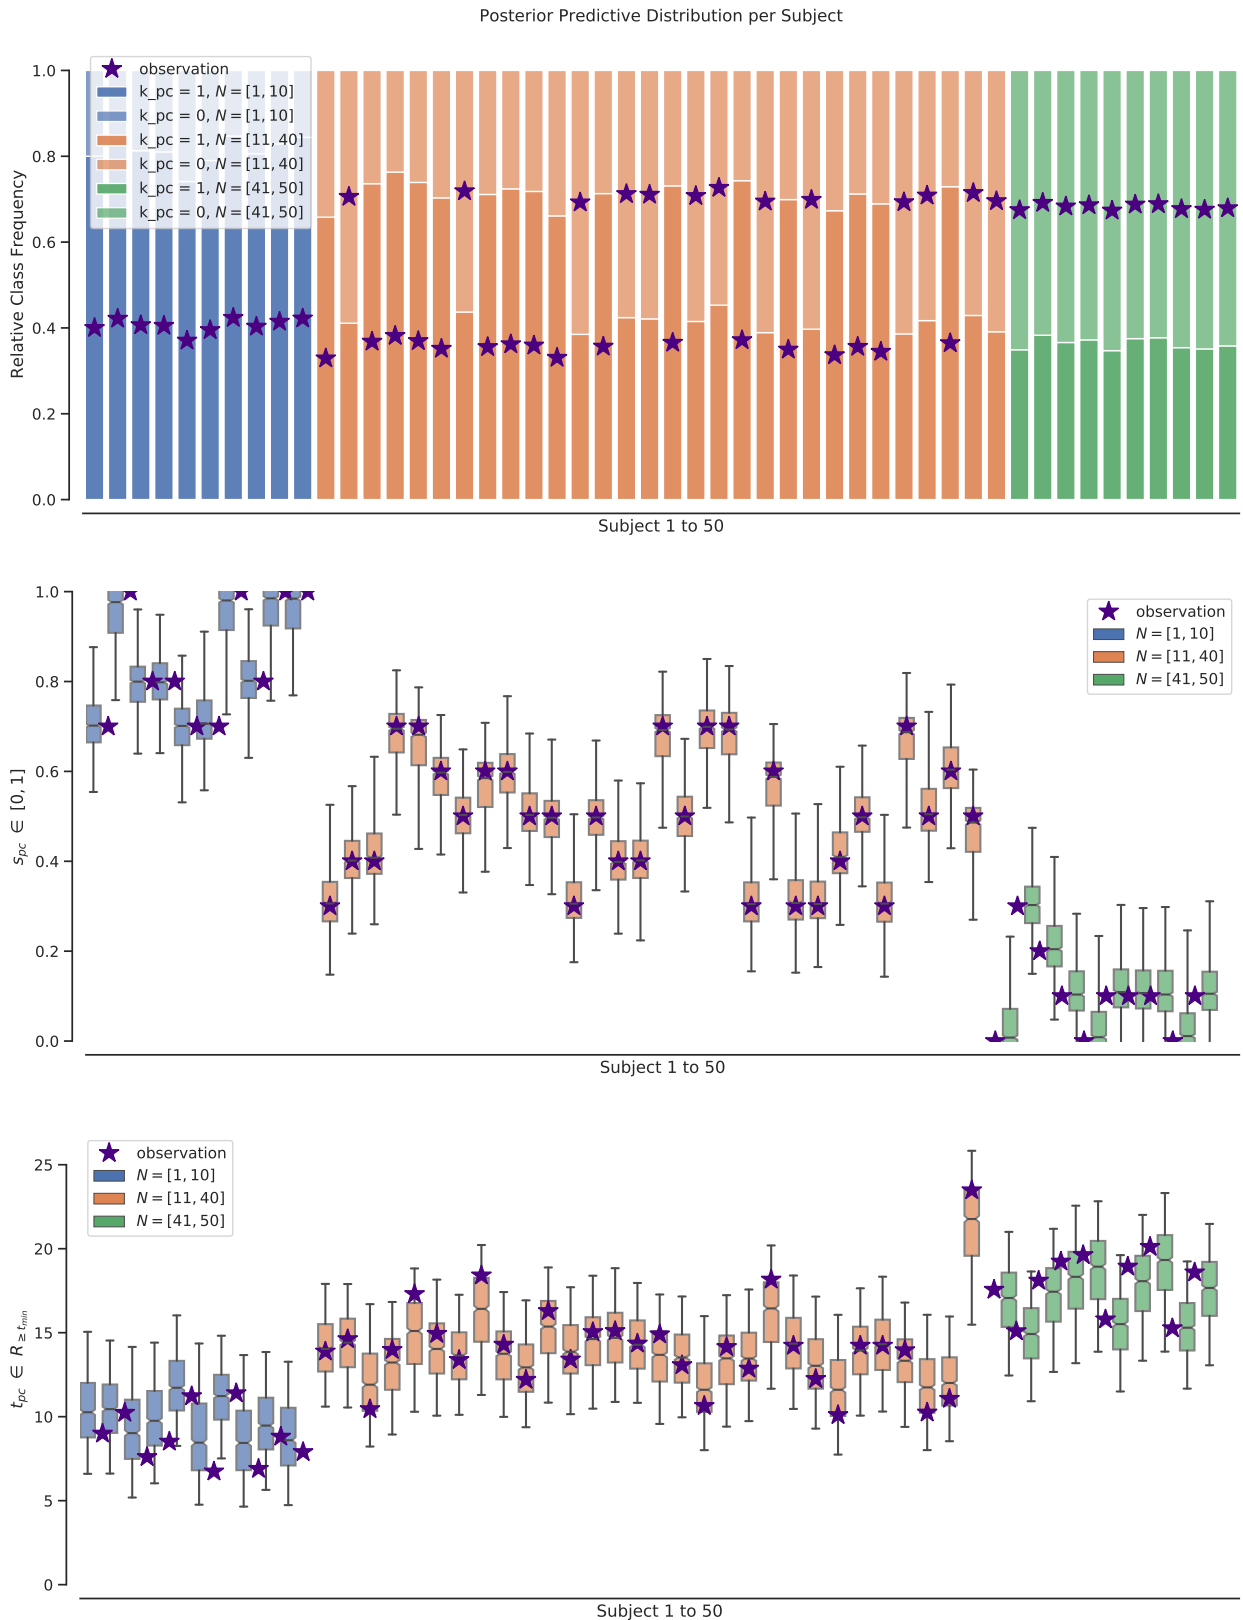 Posterior Predictive Distribution per Subject
1.0
0.8
0.6
0.4
0.2
0.0
Relative Class Frequency
observation
k_pc = 1, N = [1, 10]
k_pc = 0, N = [1, 10]
k_pc = 1, N = [11, 40]
k_pc = 0, N = [11, 40]
k_pc = 1, N = [41, 50]
k_pc = 0, N = [41, 50]
Subject 1 to 50
1.0
0.8
0.6
0.4
0.2
0.0
s_pc ∈ [0, 1]
observation
N = [1, 10]
N = [11, 40]
N = [41, 50]
Subject 1 to 50
25
20
15
10
5
0
t_pc ∈ R ≥ t_min
observation
N = [1, 10]
N = [11, 40]
N = [41, 50]
Subject 1 to 50